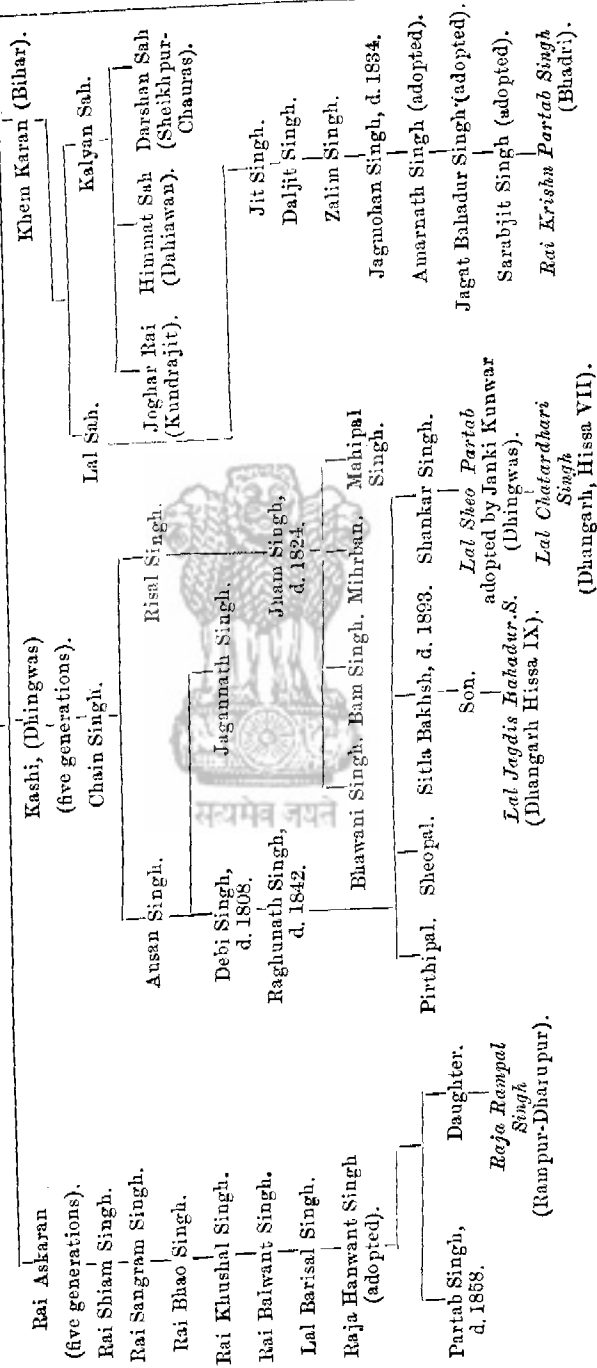 Rai Askaran
(five generations).
Rai Shiam Singh.
Rai Sangram Singh.
Rai Bhao Singh.
Rai Khushal Singh.
Rai Balwant Singh.
Lal Barisal Singh.
Raja Hanwant Singh
(adopted).
Partab Singh,
d. 1858.
Daughter.
Raja Rampal
Singh
(Rampur-Dharupur).
Kashi, (Dhingwas)
(five generations).
Chain Singh.
Ausan Singh.
Risal Singh.
Debi Singh,
d. 1808.
Jagannath Singh.
Jham Singh,
d. 1824.
Raghunath Singh,
d. 1842.
Bhawani Singh. Bam Singh. Mihrban. Mahipal
Singh.
Pirthipal. Sheopal. Sitla Bakhsh, d. 1893. Shankar Singh.
Son.
Lal Jagdis Bahadur. S.
(Dhangarh Hissa IX).
Lal Sheo Partab
adopted by Janki Kunwar
(Dhingwas).
Lal Chatardhari
Singh
(Dhangarh, Hissa VII).
Khem Karan (Bihar).
Lal Sah.
Kalyan Sah.
Joghar Rai
(Kundrajit).
Himmat Sah
(Dahiawan).
Darshan Sah
(Sheikhpur-
Chauras).
Jit Singh.
Daljit Singh.
Zalim Singh.
Jagmohan Singh, d. 1834.
Amarnath Singh (adopted).
Jagat Bahadur Singh (adopted).
Sarabjit Singh (adopted).
Rai Krishn Partab Singh
(Bhadri).
सत्यमेव जयते